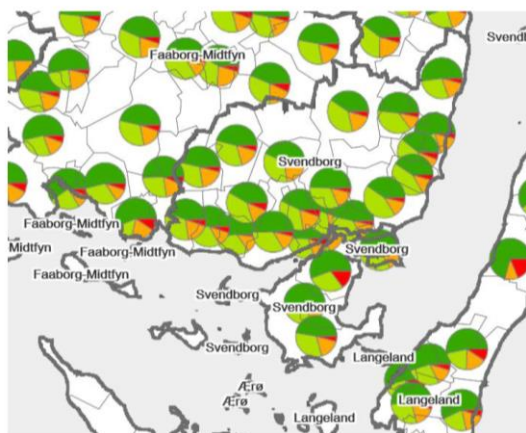 Svend
Faaborg-Midtfyn
Svendborg
Faaborg-Midtfyn
Midtfyn
Faaborg-Midtfyn
Svendborg
Faaborg-Midtfyn
Svendborg
Svendborg
Svendborg
Langeland
Ærø
Ærø
Langeland
Langeland